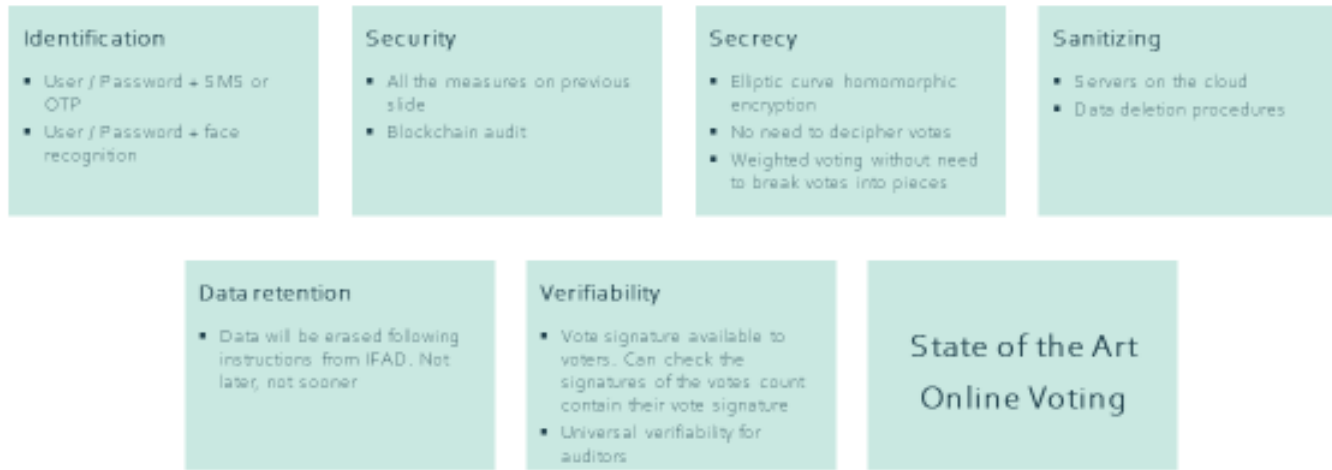 Identification
▪ User / Password + SMS or
OTP
▪ User / Password + face
recognition
Security
▪ All the measures on previous
slide
▪ Blockchain audit
Secrecy
▪ Elliptic curve homomorphic
encryption
▪ No need to decipher votes
▪ Weighted voting without need
to break votes into pieces
Sanitizing
▪ Servers on the cloud
▪ Data deletion procedures
Data retention
▪ Data will be erased following
instructions from IFAD. Not
later, not sooner
Verifiability
▪ Vote signature available to
voters. Can check the
signatures of the votes count
contain their vote signature
▪ Universal verifiability for
auditors
State of the Art
Online Voting